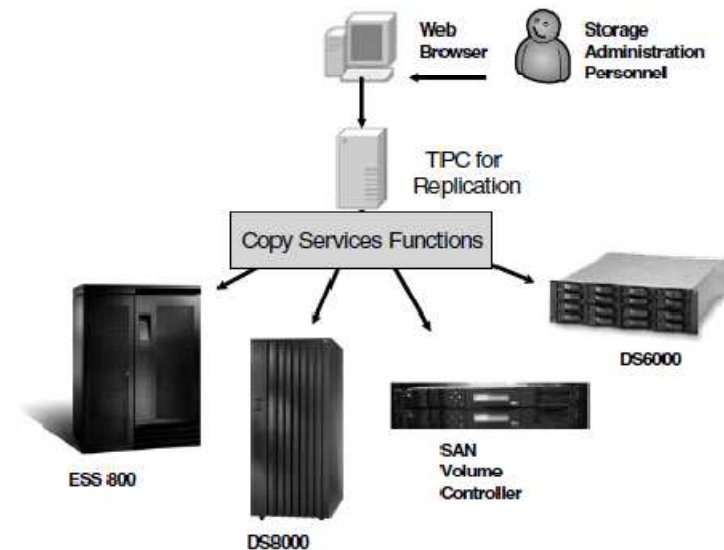 Web
Browser
Storage
Administration
Personnel
TPC for
Replication
Copy Services Functions
DS6000
ESS 800
SAN
Volume
Controller
DS8000